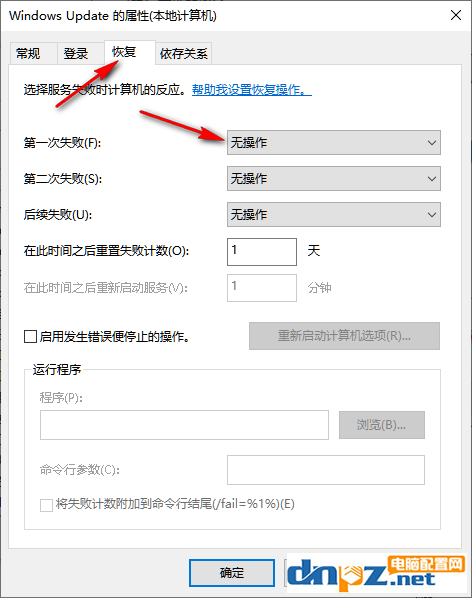 Windows Update 的属性(本地计算机)
常规 登录 恢复 依存关系
选择服务失败时计算机的反应。 帮助我设置恢复操作。
第一次失败(F): 无操作
第二次失败(S): 无操作
后续失败(U): 无操作
在此时间之后重置失败计数(O): 1 天
在此时间之后重新启动服务(V): 1 分钟
启用发生错误便停止的操作。 重新启动计算机选项(R)...
运行程序
程序(P):
浏览(B)...
命令行参数(C):
将失败计数附加到命令行结尾(/fail=%1%)(E)
确定
电脑配置网
dnpz.net